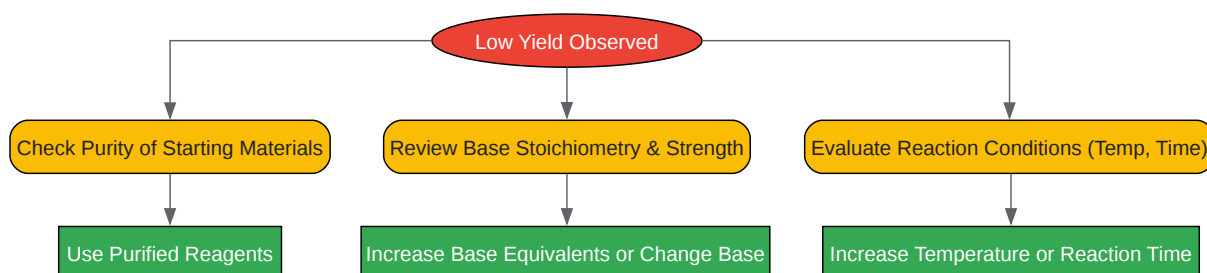 Low Yield Observed
Check Purity of Starting Materials
Review Base Stoichiometry & Strength
Evaluate Reaction Conditions (Temp, Time)
Use Purified Reagents
Increase Base Equivalents or Change Base
Increase Temperature or Reaction Time